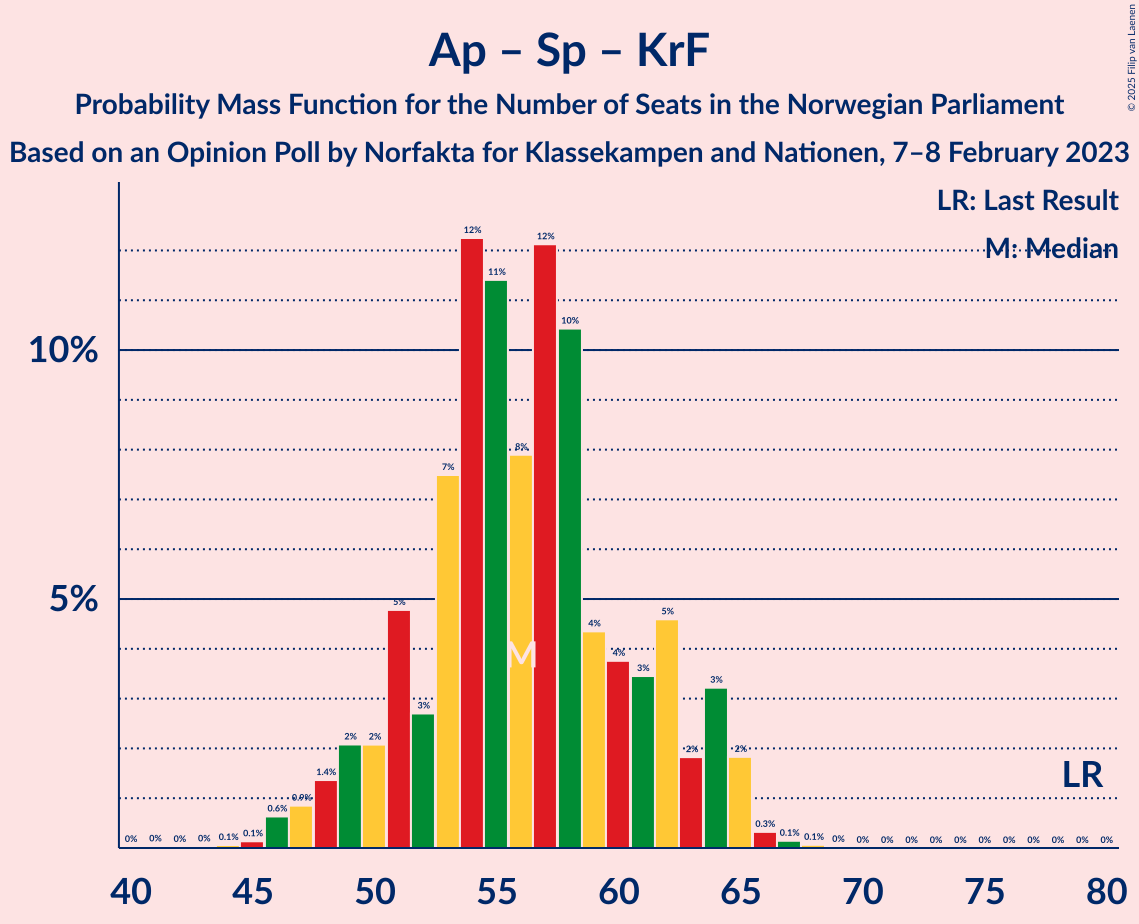 Ap – Sp – KrF
Probability Mass Function for the Number of Seats in the Norwegian Parliament
Based on an Opinion Poll by Norfakta for Klassekampen and Nationen, 7–8 February 2023
© 2025 Filip van Laenen
LR: Last Result
M: Median
10%
5%
0% 0% 0% 0% 0.1% 0.1% 0.6% 0.9% 1.4% 2% 2% 5% 3% 7% 12% 11% 8% 12% 10% 4% 4% 3% 5% 2% 3% 2% 0.3% 0.1% 0.1% 0% 0% 0% 0% 0% 0% 0% 0% 0% 0% 0% 0%
M
LR
40 45 50 55 60 65 70 75 80